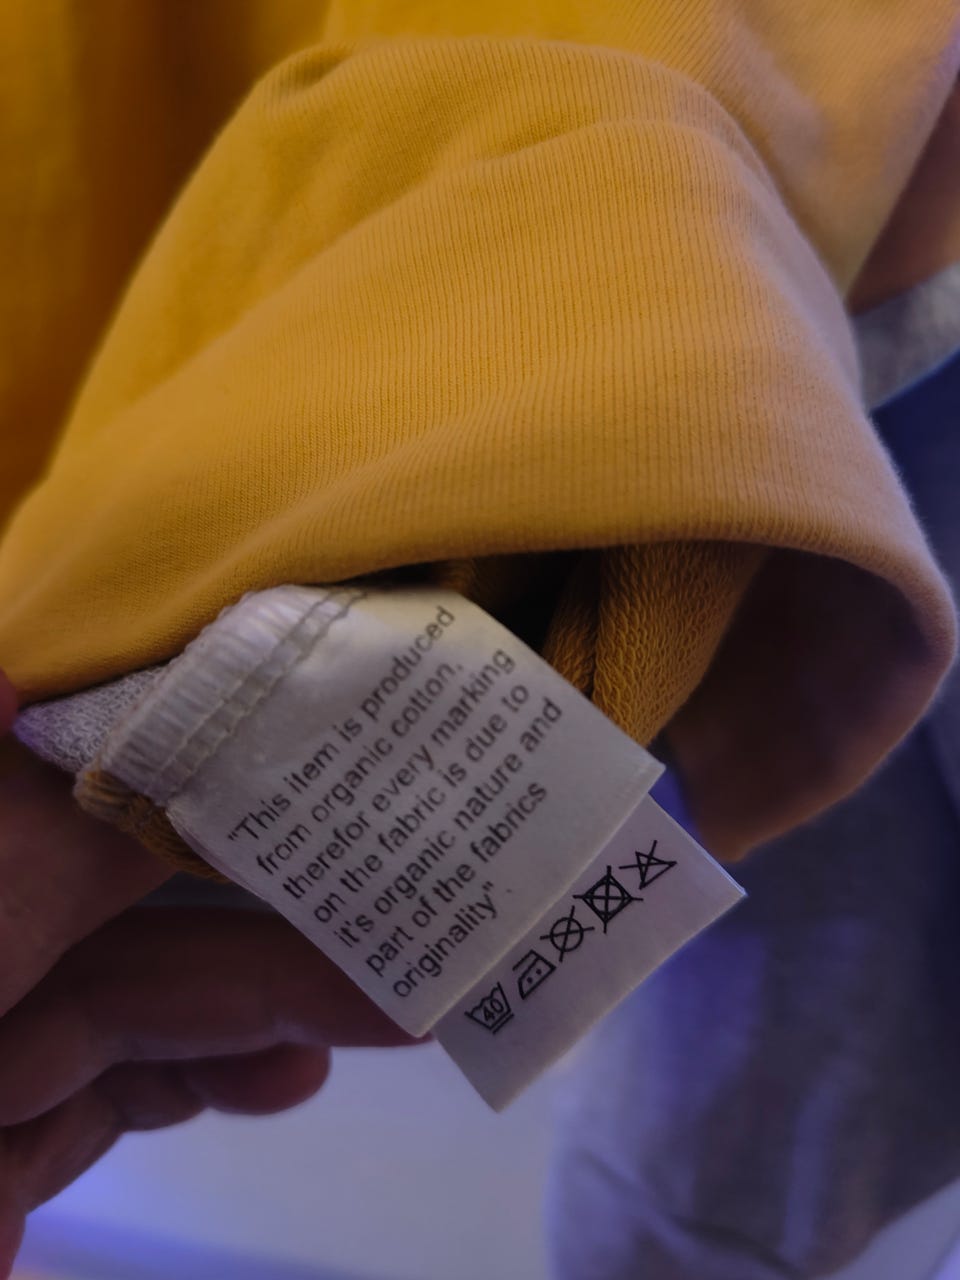 "This item is produced
from organic cotton,
therefor every marking
on the fabric is due to
it's organic nature and
part of the fabrics
originality".
40